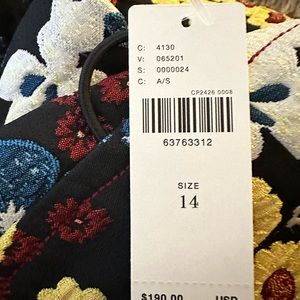 C: 4130
V: 065201
S: 0000024
C: A/S
CP2426 0008
63763312
SIZE
14
$190.00 USD